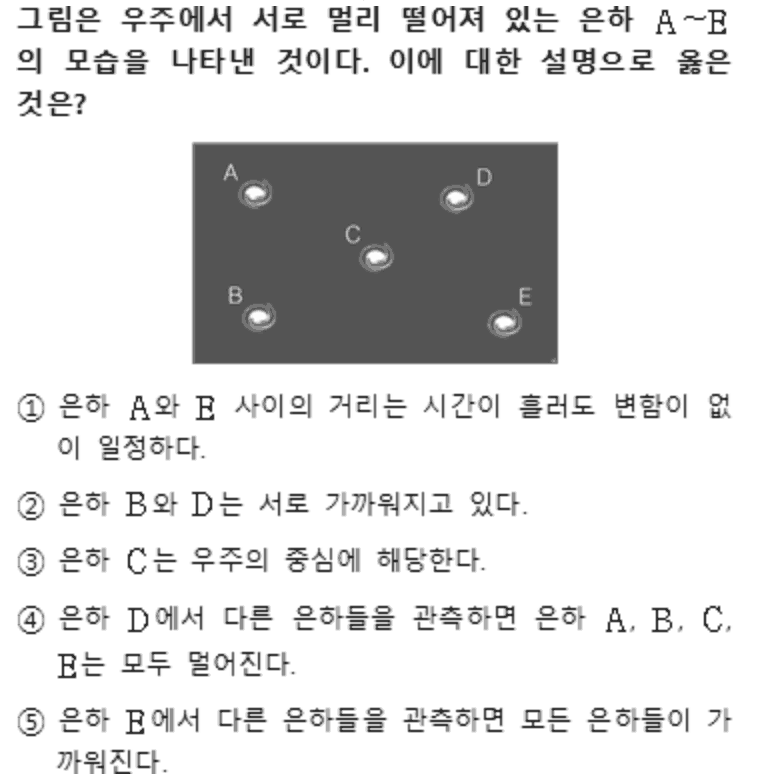 그림은 우주에서 서로 멀리 떨어져 있는 은하 A~E
의 모습을 나타낸 것이다. 이에 대한 설명으로 옳은
것은?
A
D
C
B
E
① 은하 A와 E 사이의 거리는 시간이 흘러도 변함이 없
이 일정하다.
② 은하 B와 D는 서로 가까워지고 있다.
③ 은하 C는 우주의 중심에 해당한다.
④ 은하 D에서 다른 은하들을 관측하면 은하 A, B, C,
E는 모두 멀어진다.
⑤ 은하 E에서 다른 은하들을 관측하면 모든 은하들이 가
까워진다.